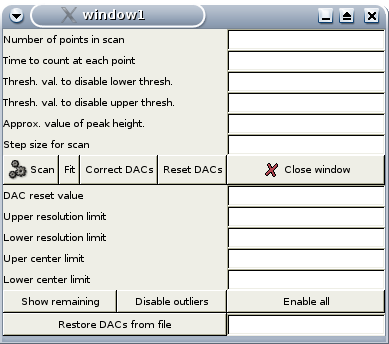 window1
Number of points in scan
Time to count at each point
Thresh. val. to disable lower thresh.
Thresh. val. to disable upper thresh.
Approx. value of peak height.
Step size for scan
Scan Fit Correct DACs Reset DACs Close window
DAC reset value
Upper resolution limit
Lower resolution limit
Uper center limit
Lower center limit
Show remaining Disable outliers Enable all
Restore DACs from file